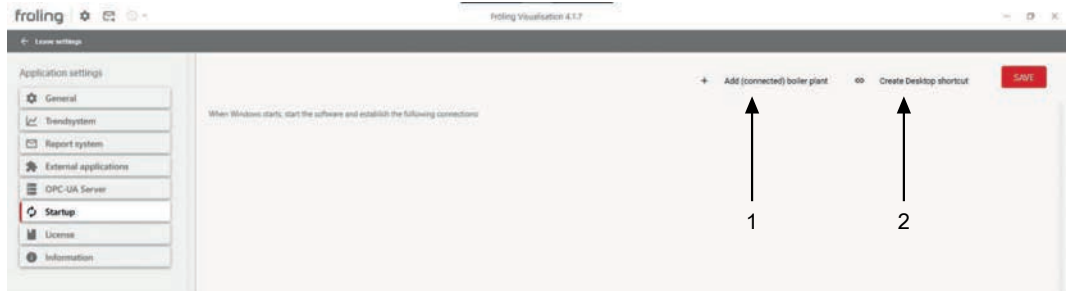 froling
Froling Visualisation 4.1.7
Leave settings
Application settings
General
Trendsystem
Report system
External applications
OPC-UA Server
Startup
License
Information
Add (connected) boiler plant
Create Desktop shortcut
SAVE
When Windows starts, start the software and establish the following connections:
1
2